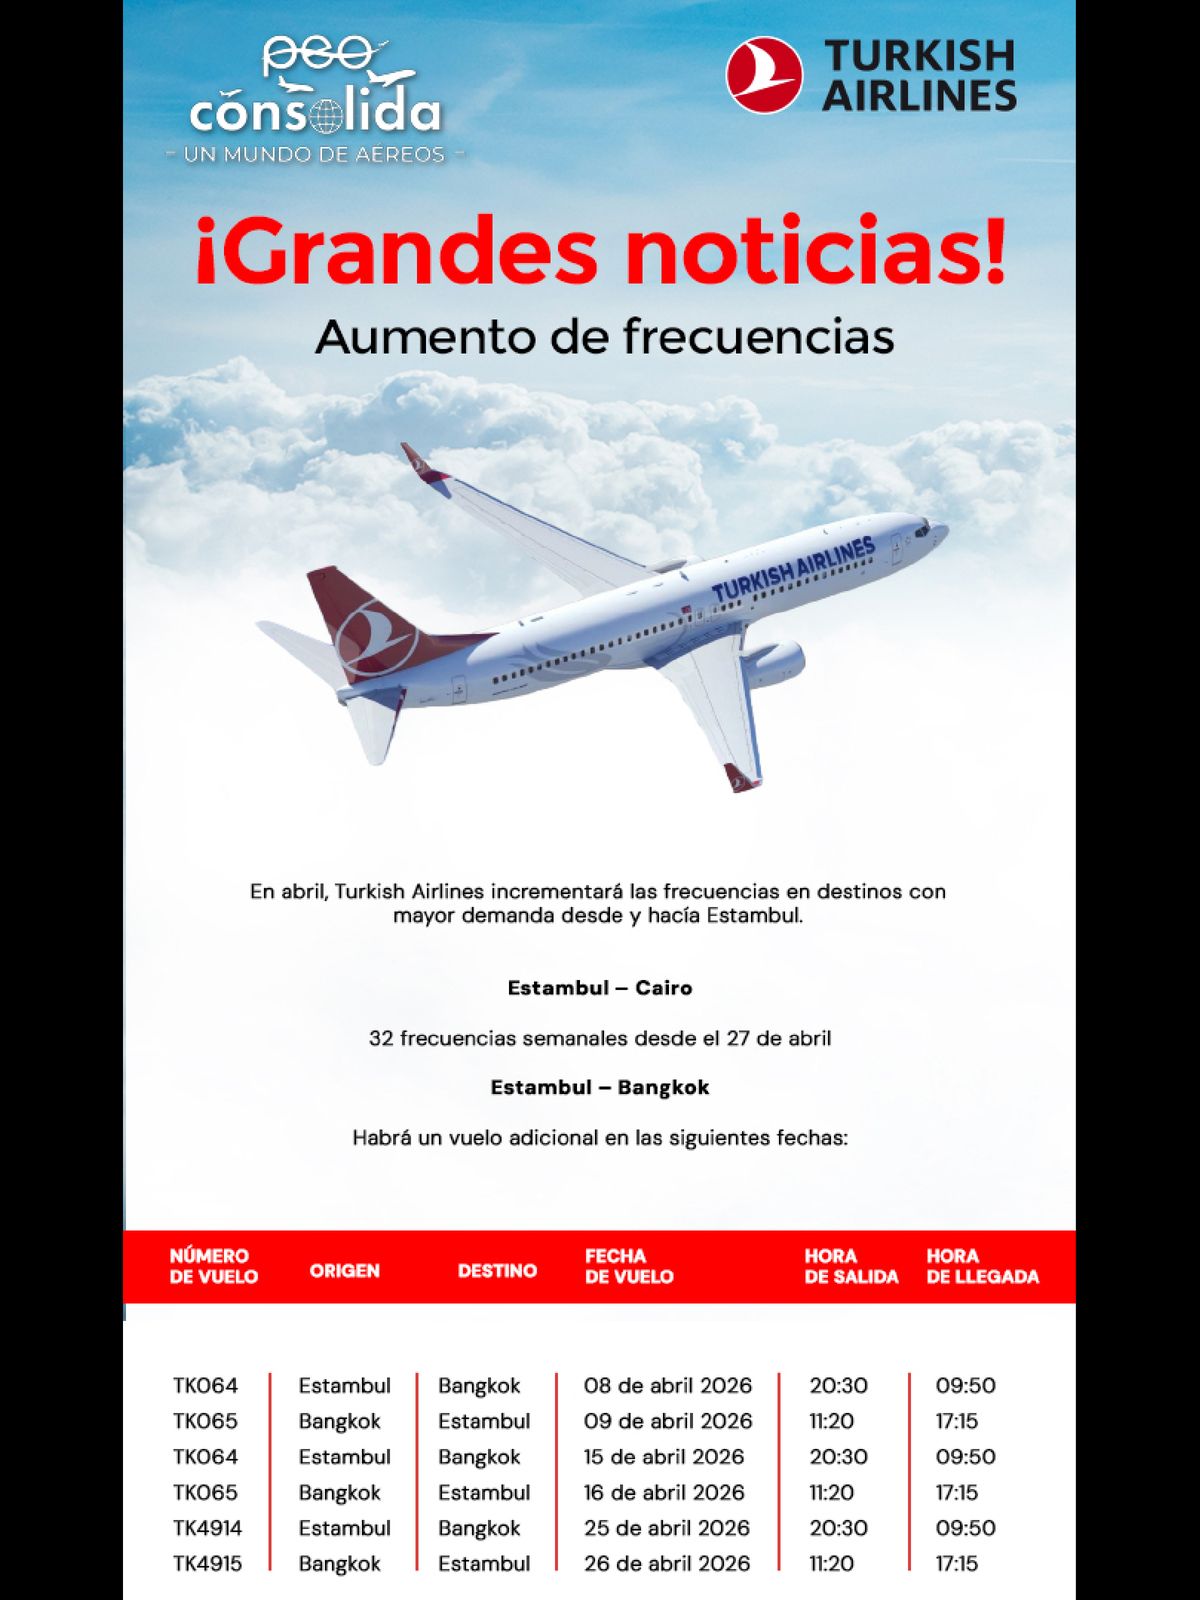 peo
cónsolida
- UN MUNDO DE AÉREOS -
TURKISH
AIRLINES
¡Grandes noticias!
Aumento de frecuencias
TURKISH AIRLINES
En abril, Turkish Airlines incrementará las frecuencias en destinos con
mayor demanda desde y hacía Estambul.
Estambul – Cairo
32 frecuencias semanales desde el 27 de abril
Estambul – Bangkok
Habrá un vuelo adicional en las siguientes fechas:
NÚMERO DE VUELO ORIGEN DESTINO FECHA DE VUELO HORA DE SALIDA HORA DE LLEGADA
TK064 Estambul Bangkok 08 de abril 2026 20:30 09:50
TK065 Bangkok Estambul 09 de abril 2026 11:20 17:15
TK064 Estambul Bangkok 15 de abril 2026 20:30 09:50
TK065 Bangkok Estambul 16 de abril 2026 11:20 17:15
TK4914 Estambul Bangkok 25 de abril 2026 20:30 09:50
TK4915 Bangkok Estambul 26 de abril 2026 11:20 17:15